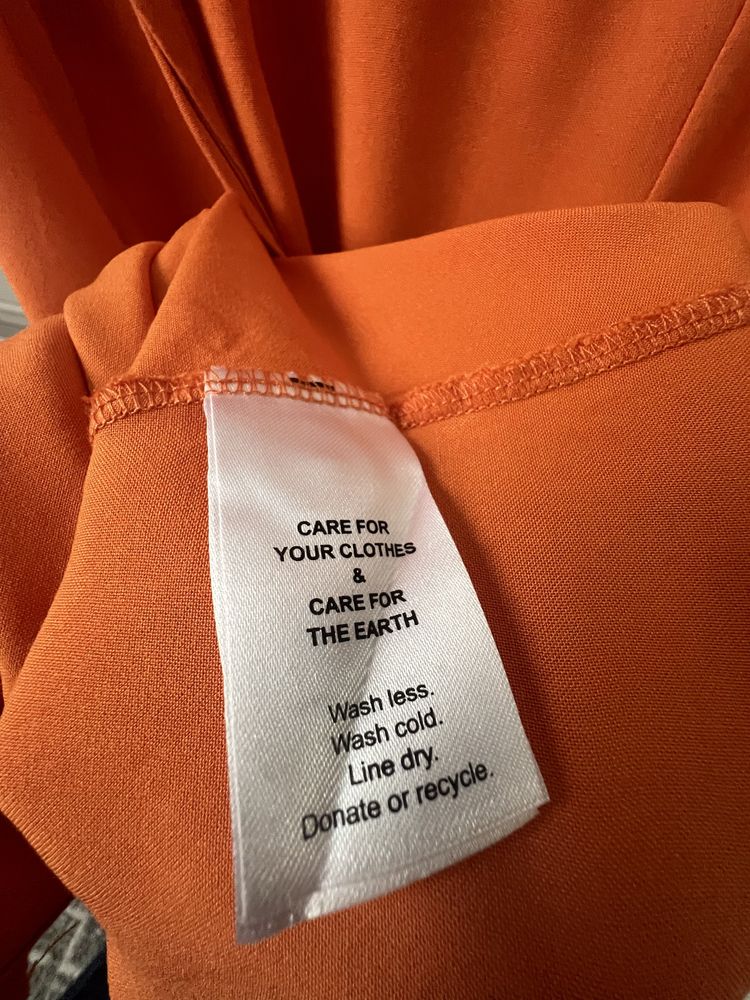 CARE FOR
YOUR CLOTHES
&
CARE FOR
THE EARTH
Wash less.
Wash cold.
Line dry.
Donate or recycle.